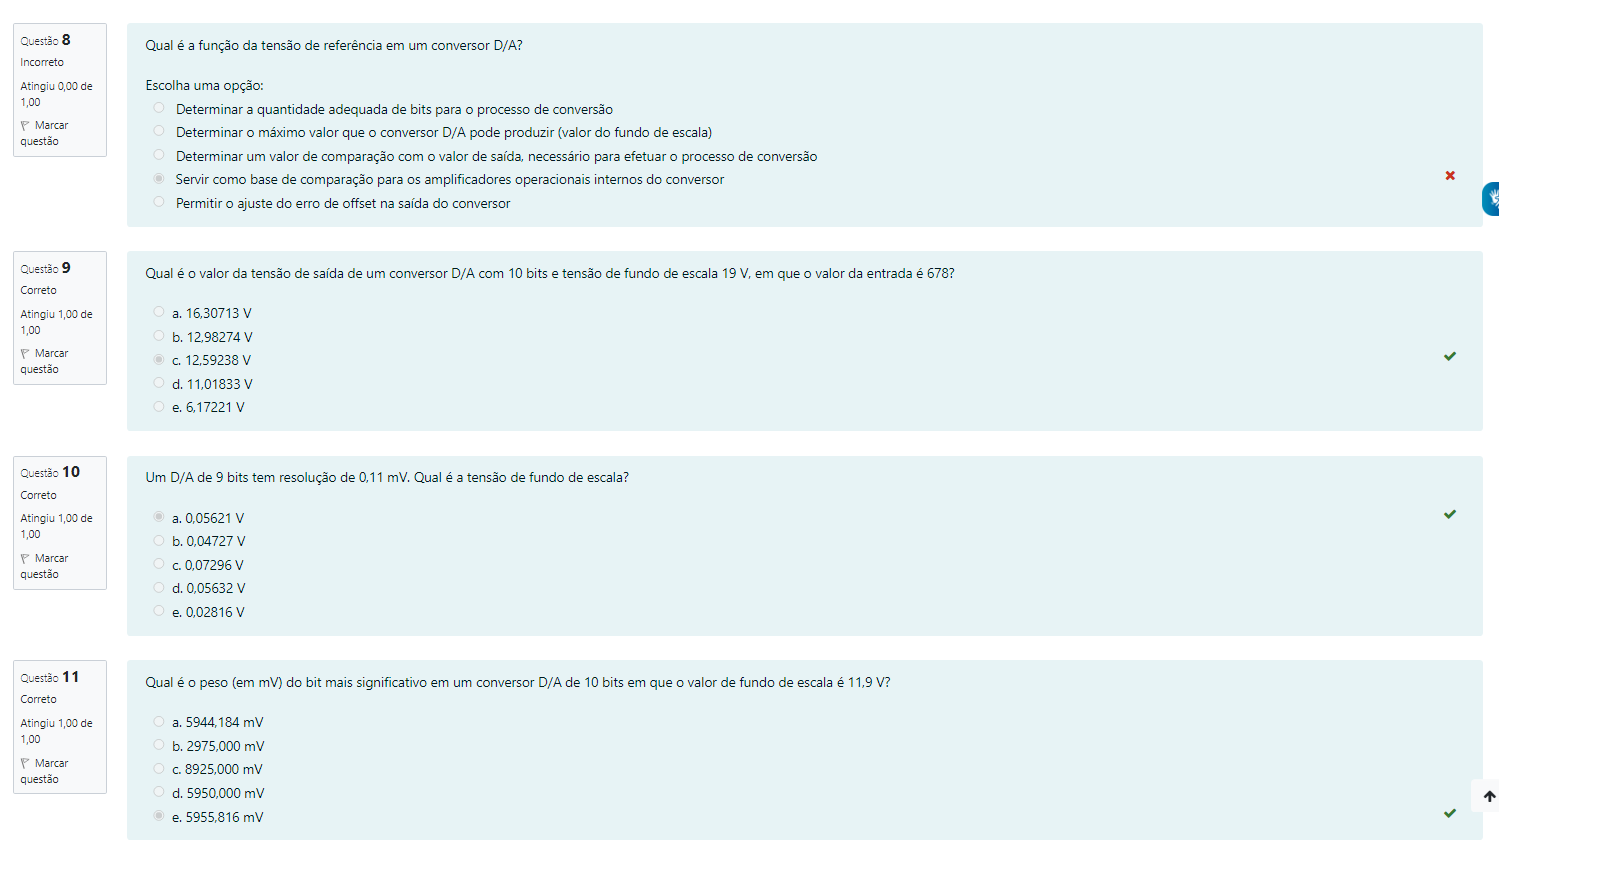 Questão 8
Incorreto
Atingiu 0,00 de
1,00
Marcar
questão
Qual é a função da tensão de referência em um conversor D/A?
Escolha uma opção:
Determinar a quantidade adequada de bits para o processo de conversão
Determinar o máximo valor que o conversor D/A pode produzir (valor do fundo de escala)
Determinar um valor de comparação com o valor de saída, necessário para efetuar o processo de conversão
Servir como base de comparação para os amplificadores operacionais internos do conversor
Permitir o ajuste do erro de offset na saída do conversor
Questão 9
Correto
Atingiu 1,00 de
1,00
Marcar
questão
Qual é o valor da tensão de saída de um conversor D/A com 10 bits e tensão de fundo de escala 19 V, em que o valor da entrada é 678?
a. 16,30713 V
b. 12,98274 V
c. 12,59238 V
d. 11,01833 V
e. 6,17221 V
Questão 10
Correto
Atingiu 1,00 de
1,00
Marcar
questão
Um D/A de 9 bits tem resolução de 0,11 mV. Qual é a tensão de fundo de escala?
a. 0,05621 V
b. 0,04727 V
c. 0,07296 V
d. 0,05632 V
e. 0,02816 V
Questão 11
Correto
Atingiu 1,00 de
1,00
Marcar
questão
Qual é o peso (em mV) do bit mais significativo em um conversor D/A de 10 bits em que o valor de fundo de escala é 11,9 V?
a. 5944,184 mV
b. 2975,000 mV
c. 8925,000 mV
d. 5950,000 mV
e. 5955,816 mV